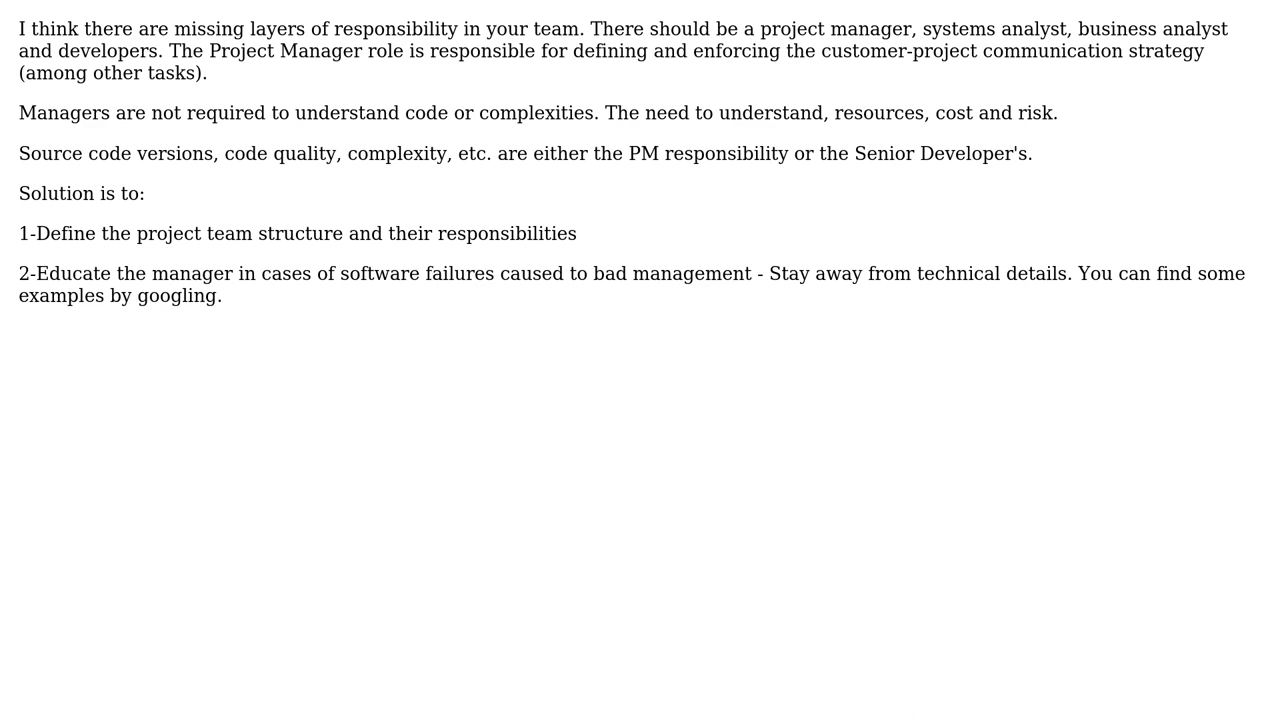 I think there are missing layers of responsibility in your team. There should be a project manager, systems analyst, business analyst
and developers. The Project Manager role is responsible for defining and enforcing the customer-project communication strategy
(among other tasks).
Managers are not required to understand code or complexities. The need to understand, resources, cost and risk.
Source code versions, code quality, complexity, etc. are either the PM responsibility or the Senior Developer's.
Solution is to:
1-Define the project team structure and their responsibilities
2-Educate the manager in cases of software failures caused to bad management - Stay away from technical details. You can find some
examples by googling.